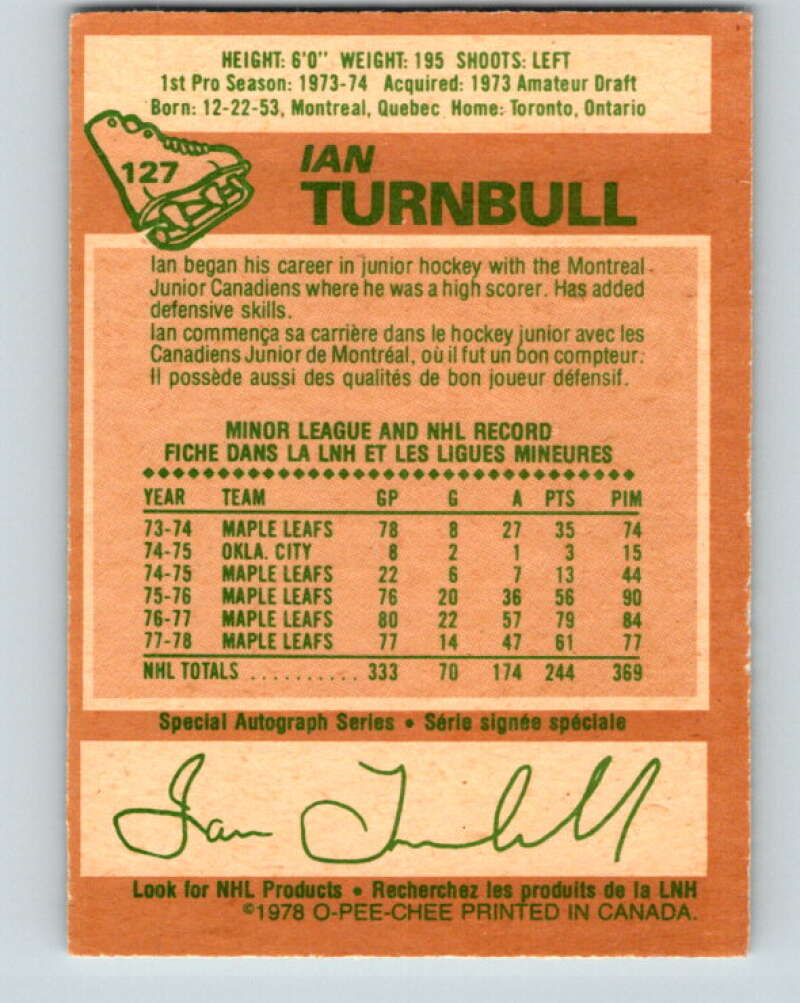 HEIGHT: 6'0" WEIGHT: 195 SHOOTS: LEFT
1st Pro Season: 1973-74 Acquired: 1973 Amateur Draft
Born: 12-22-53, Montreal, Quebec Home: Toronto, Ontario
127
IAN
TURNBULL
Ian began his career in junior hockey with the Montreal
Junior Canadiens where he was a high scorer. Has added
defensive skills.
Ian commença sa carrière dans le hockey junior avec les
Canadiens Junior de Montréal, où il fut un bon compteur.
Il possède aussi des qualités de bon joueur défensif.
MINOR LEAGUE AND NHL RECORD
FICHE DANS LA LNH ET LES LIGUES MINEURES
YEAR TEAM GP G A PTS PIM
73-74 MAPLE LEAFS 78 8 27 35 74
74-75 OKLA. CITY 8 2 1 3 15
74-75 MAPLE LEAFS 22 6 7 13 44
75-76 MAPLE LEAFS 76 20 36 56 90
76-77 MAPLE LEAFS 80 22 57 79 84
77-78 MAPLE LEAFS 77 14 47 61 77
NHL TOTALS .......... 333 70 174 244 369
Special Autograph Series • Série signée spéciale
Ian Turnbull
Look for NHL Products • Recherchez les produits de la LNH
©1978 O-PEE-CHEE PRINTED IN CANADA.